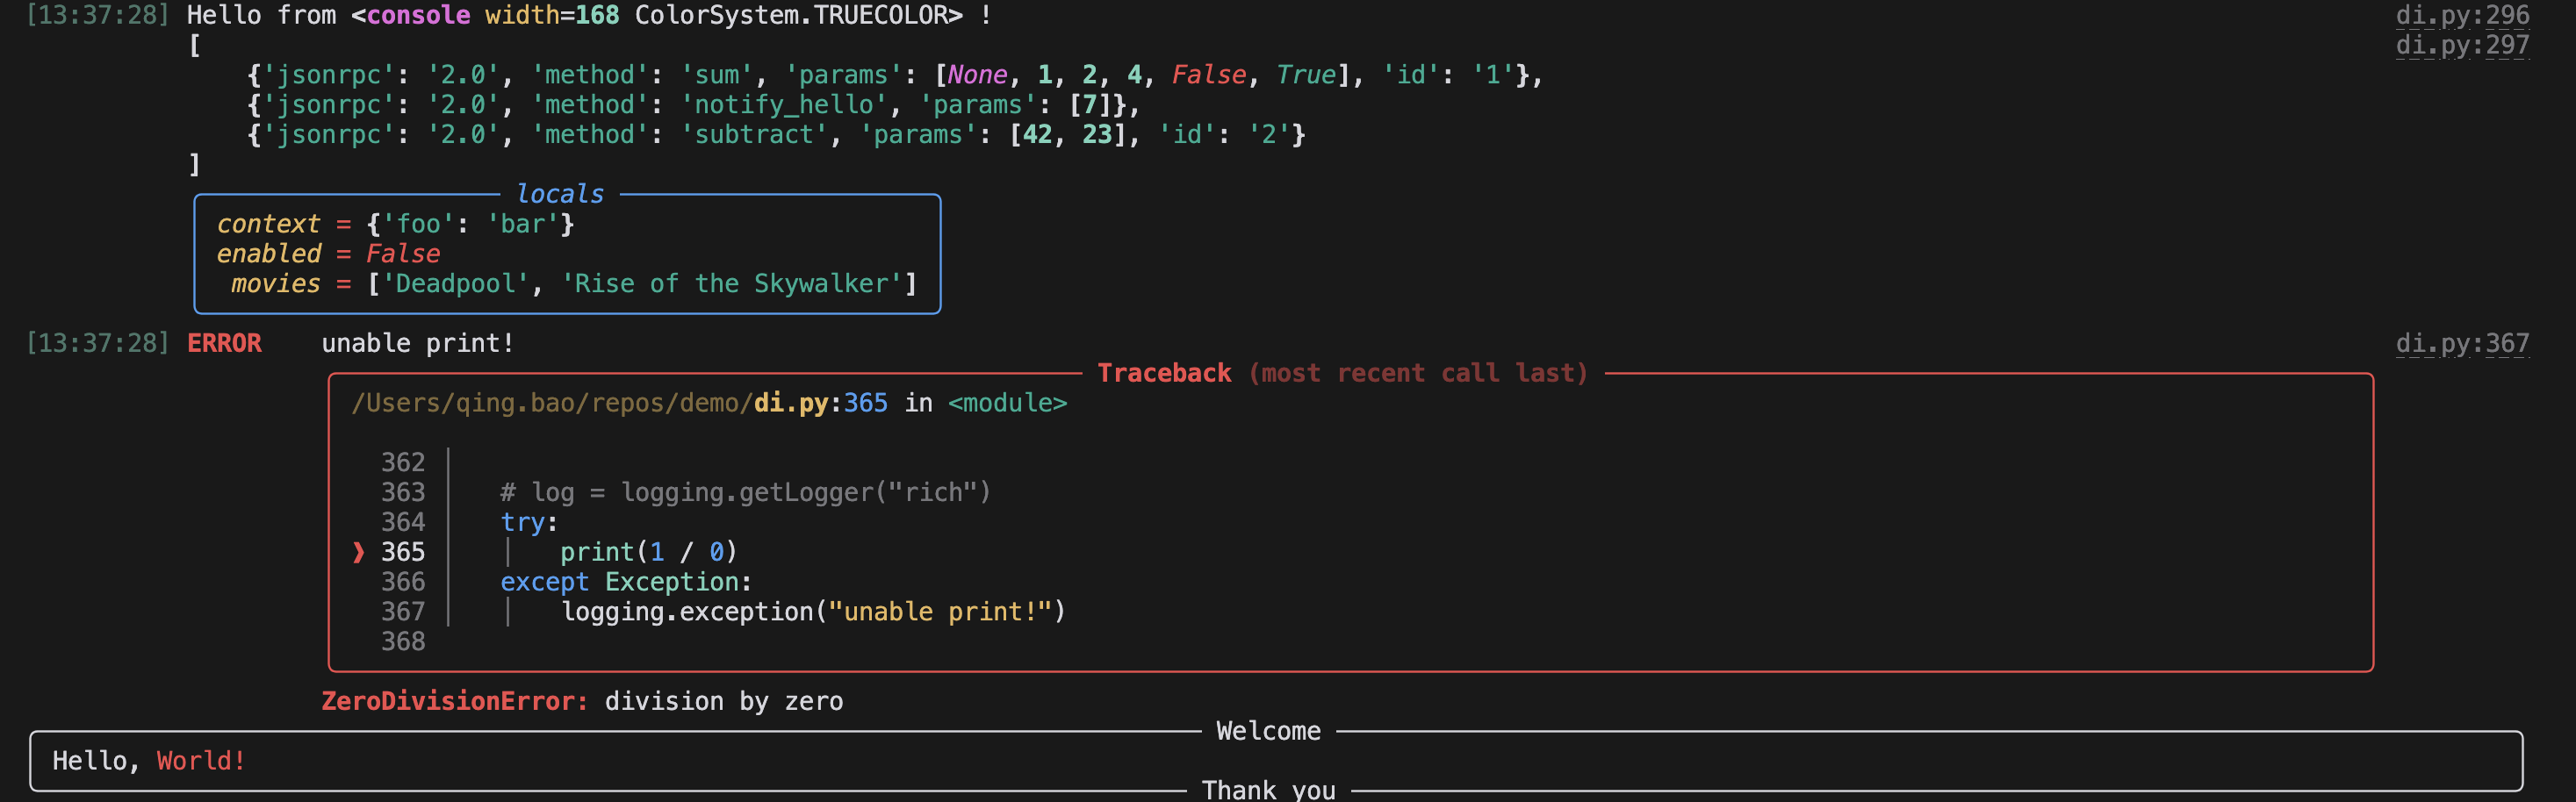 [13:37:28] Hello from <console width=168 ColorSystem.TRUECOLOR> ! di.py:296
[ di.py:297
{'jsonrpc': '2.0', 'method': 'sum', 'params': [None, 1, 2, 4, False, True], 'id': '1'},
{'jsonrpc': '2.0', 'method': 'notify_hello', 'params': [7]},
{'jsonrpc': '2.0', 'method': 'subtract', 'params': [42, 23], 'id': '2'}
]
locals
context = {'foo': 'bar'}
enabled = False
movies = ['Deadpool', 'Rise of the Skywalker']
[13:37:28] ERROR unable print! di.py:367
Traceback (most recent call last)
/Users/qing.bao/repos/demo/di.py:365 in <module>
362
363 # log = logging.getLogger("rich")
364 try:
❱ 365 print(1 / 0)
366 except Exception:
367 logging.exception("unable print!")
368
ZeroDivisionError: division by zero
Welcome
Hello, World!
Thank you